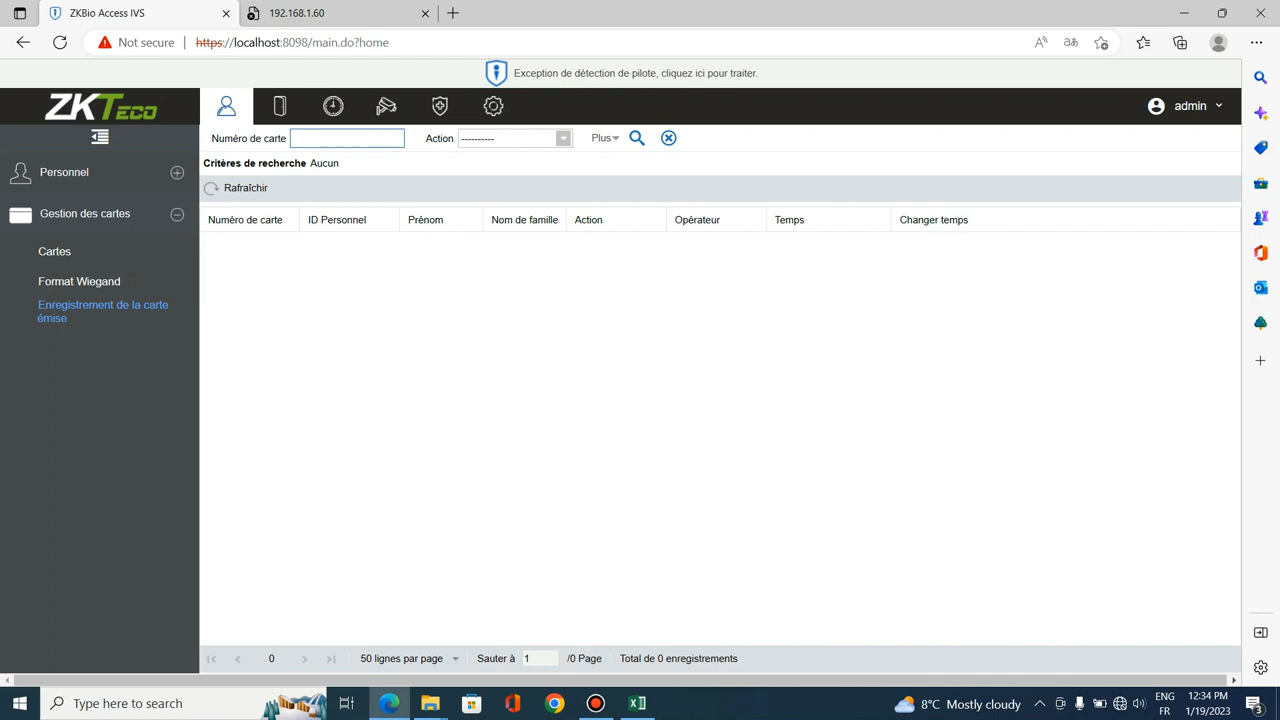 ZKBio Access IVS
192.168.1.60
Not secure
https://localhost:8098/main.do?home
Exception de détection de pilote, cliquez ici pour traiter.
ZKTECO
admin
Numéro de carte
Action
----------
Plus
Critères de recherche Aucun
Rafraîchir
Personnel
Gestion des cartes
Cartes
Format Wiegand
Enregistrement de la carte
émise
Numéro de carte
ID Personnel
Prénom
Nom de famille
Action
Opérateur
Temps
Changer temps
0
50 lignes par page
Sauter à
1
/0 Page
Total de 0 enregistrements
Type here to search
8°C Mostly cloudy
ENG
FR
12:34 PM
1/19/2023
3